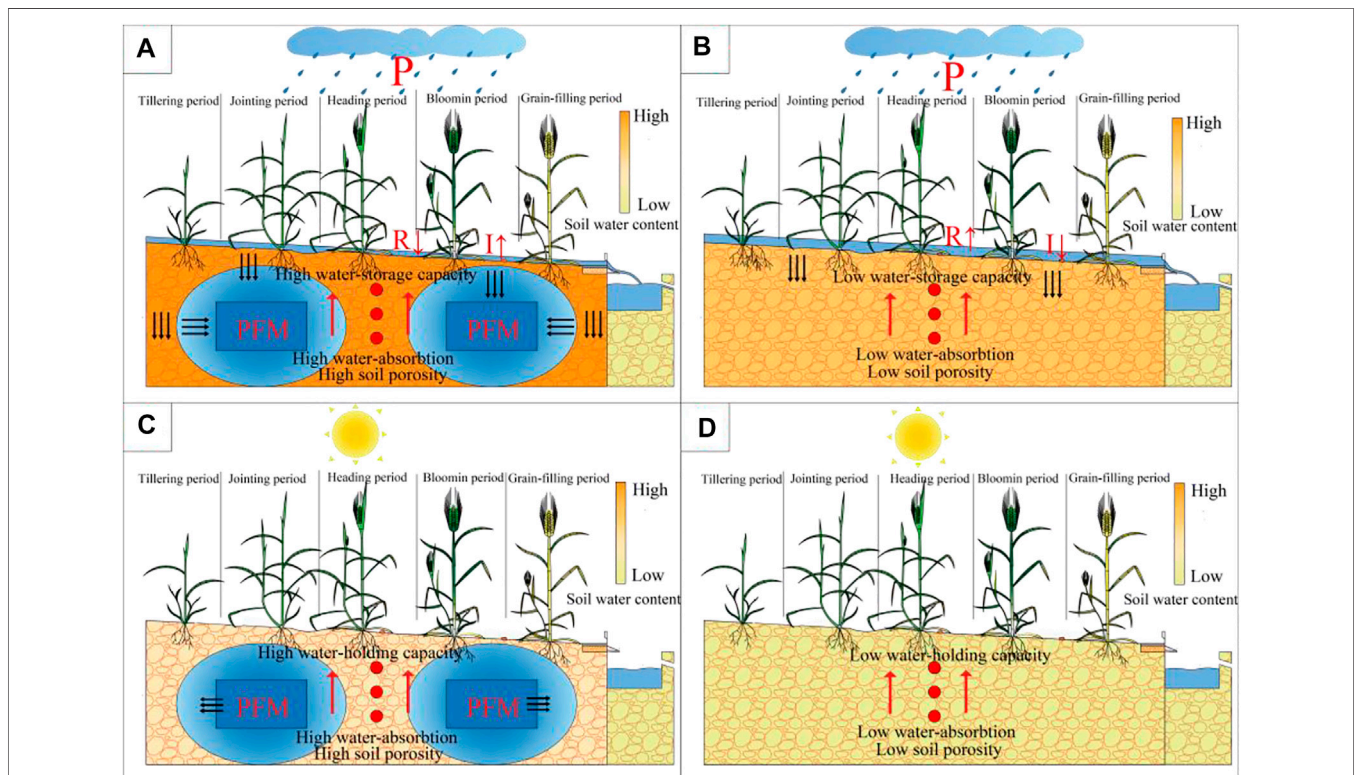 A
P
Tillering period Jointing period Heading period Bloomin period Grain-filling period
High
Low
Soil water content
R↓ I↑
High water-storage capacity
PFM PFM
High water-absorbtion
High soil porosity
B
P
Tillering period Jointing period Heading period Bloomin period Grain-filling period
High
Low
Soil water content
R↑ I↓
Low water-storage capacity
Low water-absorbtion
Low soil porosity
C
Tillering period Jointing period Heading period Bloomin period Grain-filling period
High
Low
Soil water content
High water-holding capacity
PFM PFM
High water-absorbtion
High soil porosity
D
Tillering period Jointing period Heading period Bloomin period Grain-filling period
High
Low
Soil water content
Low water-holding capacity
Low water-absorbtion
Low soil porosity